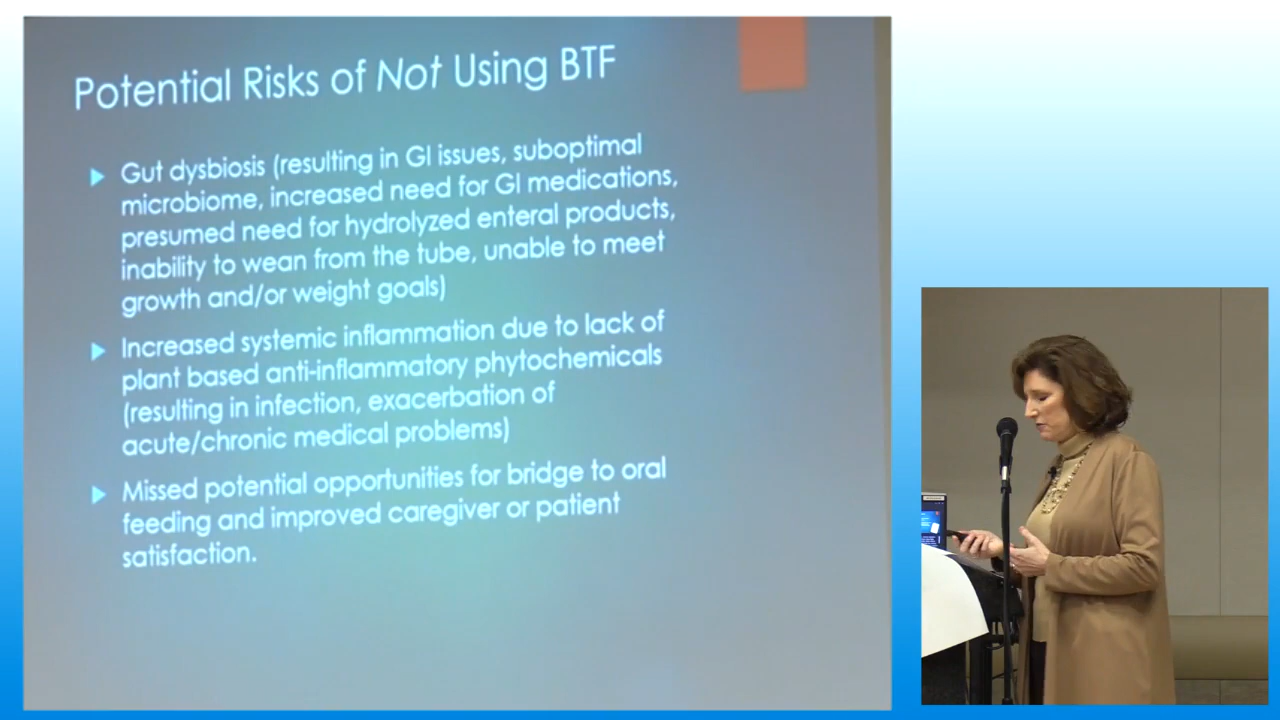 Potential Risks of Not Using BTF
Gut dysbiosis (resulting in GI issues, suboptimal
microbiome, increased need for GI medications,
presumed need for hydrolyzed enteral products,
inability to wean from the tube, unable to meet
growth and/or weight goals)
Increased systemic inflammation due to lack of
plant based anti-inflammatory phytochemicals
(resulting in infection, exacerbation of
acute/chronic medical problems)
Missed potential opportunities for bridge to oral
feeding and improved caregiver or patient
satisfaction.